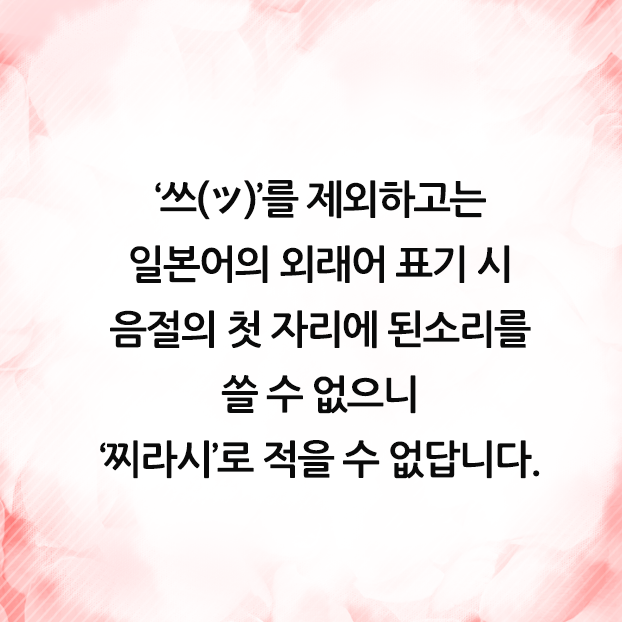 ‘쓰(ツ)’를 제외하고는
일본어의 외래어 표기 시
음절의 첫 자리에 된소리를
쓸 수 없으니
‘찌라시’로 적을 수 없답니다.